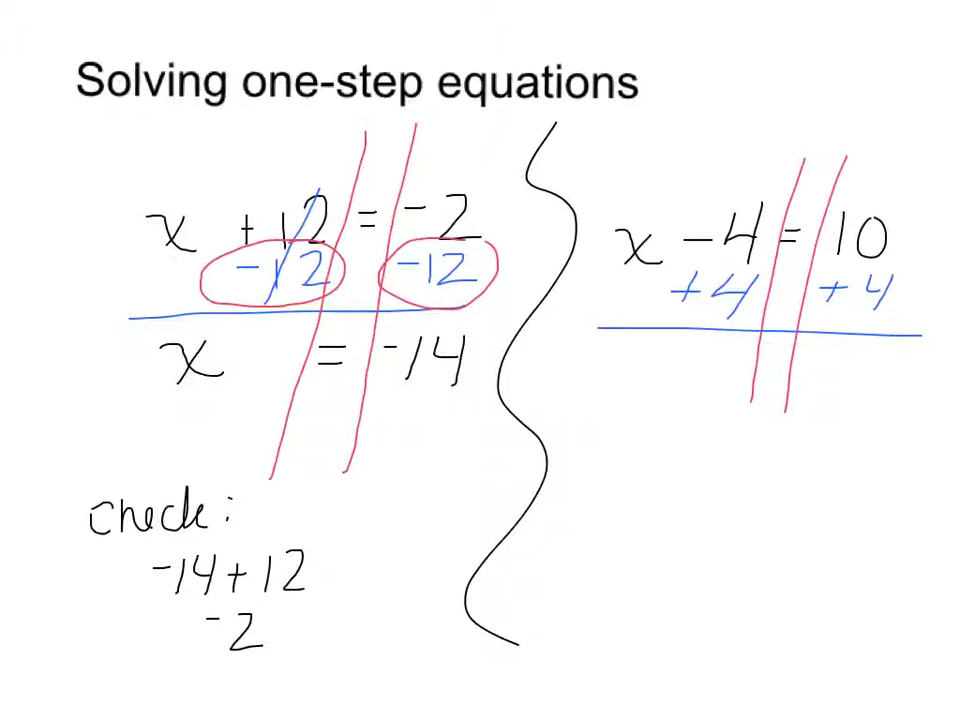 Solving one-step equations
x + 12 = -2
-12 -12
x = -14
check:
-14 + 12
-2
x - 4 = 10
+4 +4